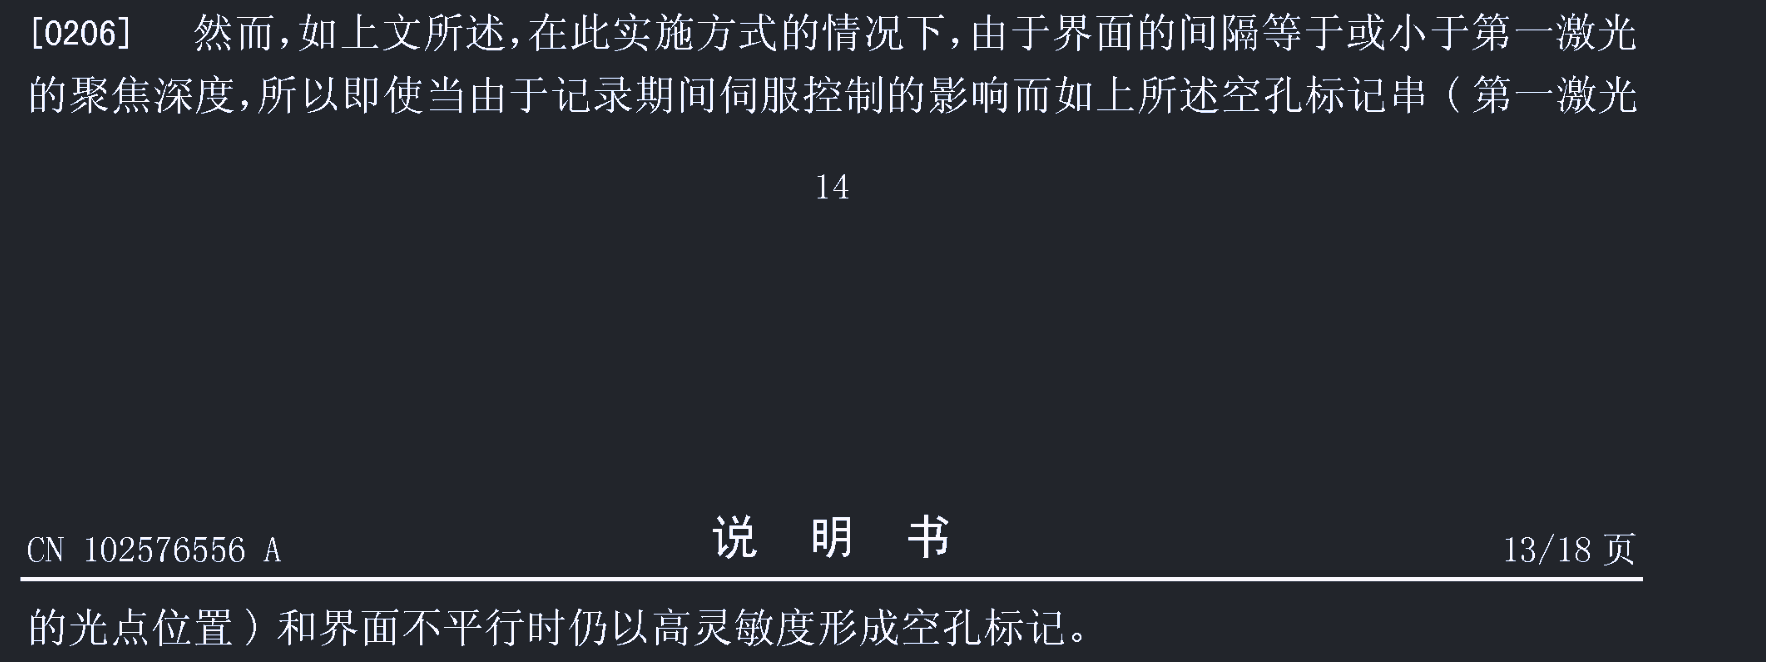 [0206] 然而,如上文所述,在此实施方式的情况下,由于界面的间隔等于或小于第一激光
的聚焦深度,所以即使当由于记录期间伺服控制的影响而如上所述空孔标记串(第一激光
14
CN 102576556 A 说 明 书 13/18 页
的光点位置)和界面不平行时仍以高灵敏度形成空孔标记。